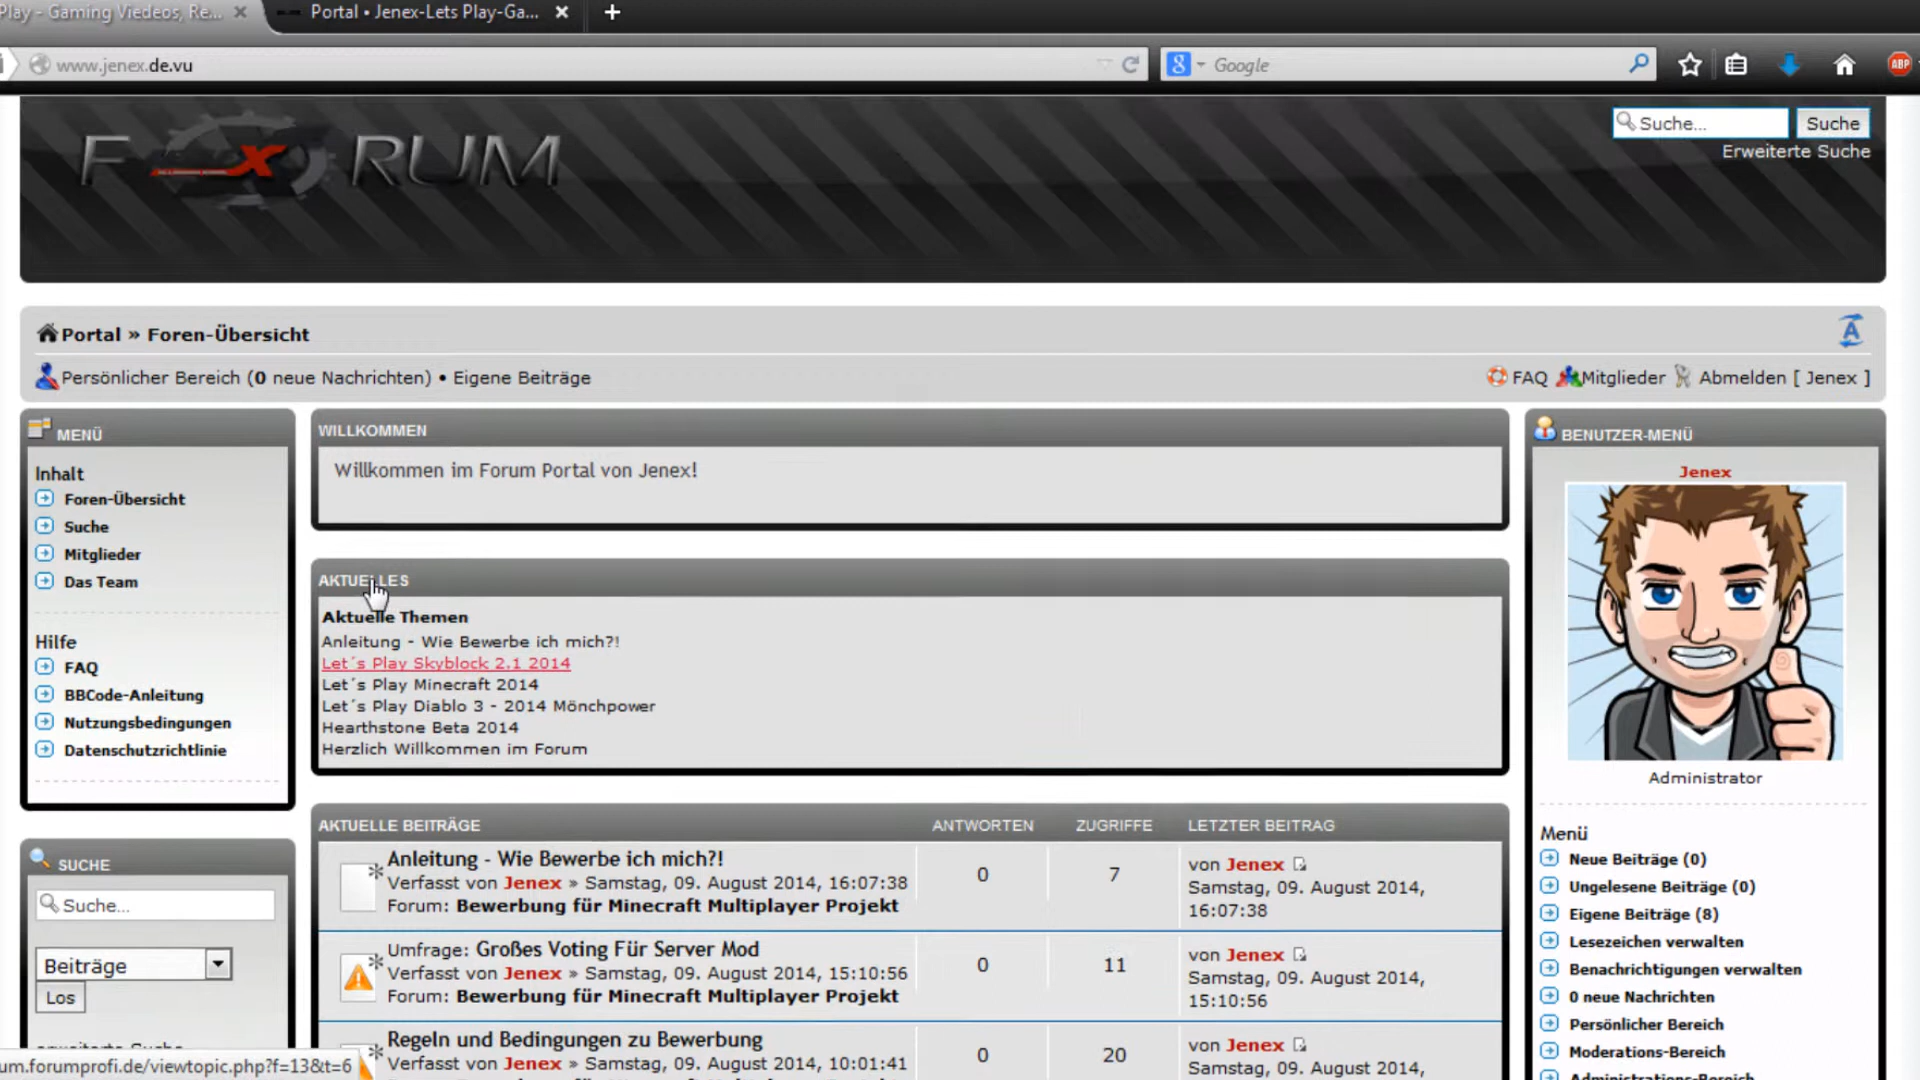 Play - Gaming Viedeos, Re...
Portal • Jenex-Lets Play-Ga...
www.jenex.de.vu
Google
ABP
FORUM
Suche...
Suche
Erweiterte Suche
Portal » Foren-Übersicht
Persönlicher Bereich (0 neue Nachrichten) • Eigene Beiträge
FAQ Mitglieder Abmelden [ Jenex ]
MENÜ
Inhalt
Foren-Übersicht
Suche
Mitglieder
Das Team
Hilfe
FAQ
BBCode-Anleitung
Nutzungsbedingungen
Datenschutzrichtlinie
SUCHE
Suche...
Beiträge
Los
erweiterte Suche
WILLKOMMEN
Willkommen im Forum Portal von Jenex!
AKTUELLES
Aktuelle Themen
Anleitung - Wie Bewerbe ich mich?!
Let´s Play Skyblock 2.1 2014
Let´s Play Minecraft 2014
Let´s Play Diablo 3 - 2014 Mönchpower
Hearthstone Beta 2014
Herzlich Willkommen im Forum
AKTUELLE BEITRÄGE ANTWORTEN ZUGRIFFE LETZTER BEITRAG
Anleitung - Wie Bewerbe ich mich?!
Verfasst von Jenex » Samstag, 09. August 2014, 16:07:38
Forum: Bewerbung für Minecraft Multiplayer Projekt
0
7
von Jenex
Samstag, 09. August 2014,
16:07:38
Umfrage: Großes Voting Für Server Mod
Verfasst von Jenex » Samstag, 09. August 2014, 15:10:56
Forum: Bewerbung für Minecraft Multiplayer Projekt
0
11
von Jenex
Samstag, 09. August 2014,
15:10:56
Regeln und Bedingungen zu Bewerbung
Verfasst von Jenex » Samstag, 09. August 2014, 10:01:41
0
20
von Jenex
Samstag, 09. August 2014,
BENUTZER-MENÜ
Jenex
Administrator
Menü
Neue Beiträge (0)
Ungelesene Beiträge (0)
Eigene Beiträge (8)
Lesezeichen verwalten
Benachrichtigungen verwalten
0 neue Nachrichten
Persönlicher Bereich
Moderations-Bereich
Administrations-Bereich
um.forumprofi.de/viewtopic.php?f=13&t=6